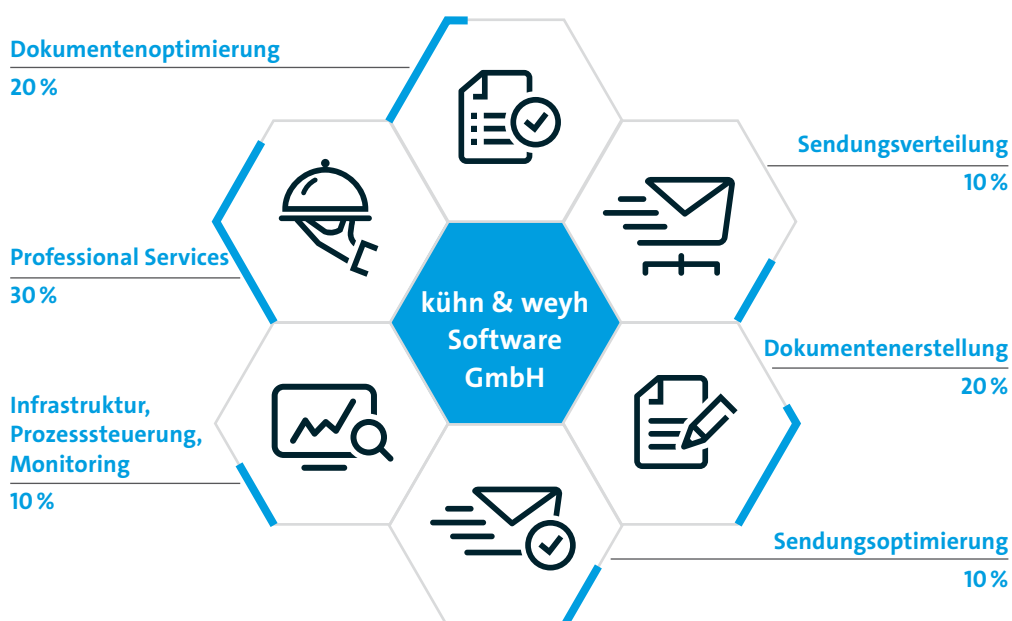 Dokumentenoptimierung
20 %
Sendungsverteilung
10 %
Professional Services
30 %
kühn & weyh
Software
GmbH
Dokumentenerstellung
20 %
Infrastruktur,
Prozesssteuerung,
Monitoring
10 %
Sendungsoptimierung
10 %